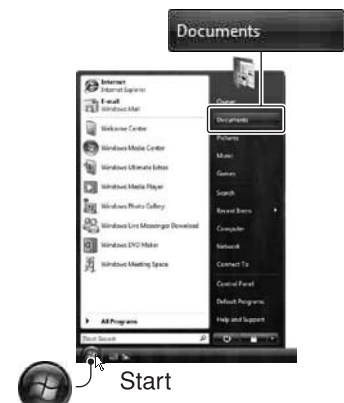 Documents
Internet
Internet Explorer
E-mail
Windows Mail
Welcome Center
Windows Media Center
Windows Ultimate Extras
Windows Media Player
Windows Photo Gallery
Windows Live Messenger Download
Windows DVD Maker
Windows Meeting Space
All Programs
Start Search
Owner
Documents
Pictures
Music
Games
Search
Recent Items
Computer
Network
Connect To
Control Panel
Default Programs
Help and Support
Start